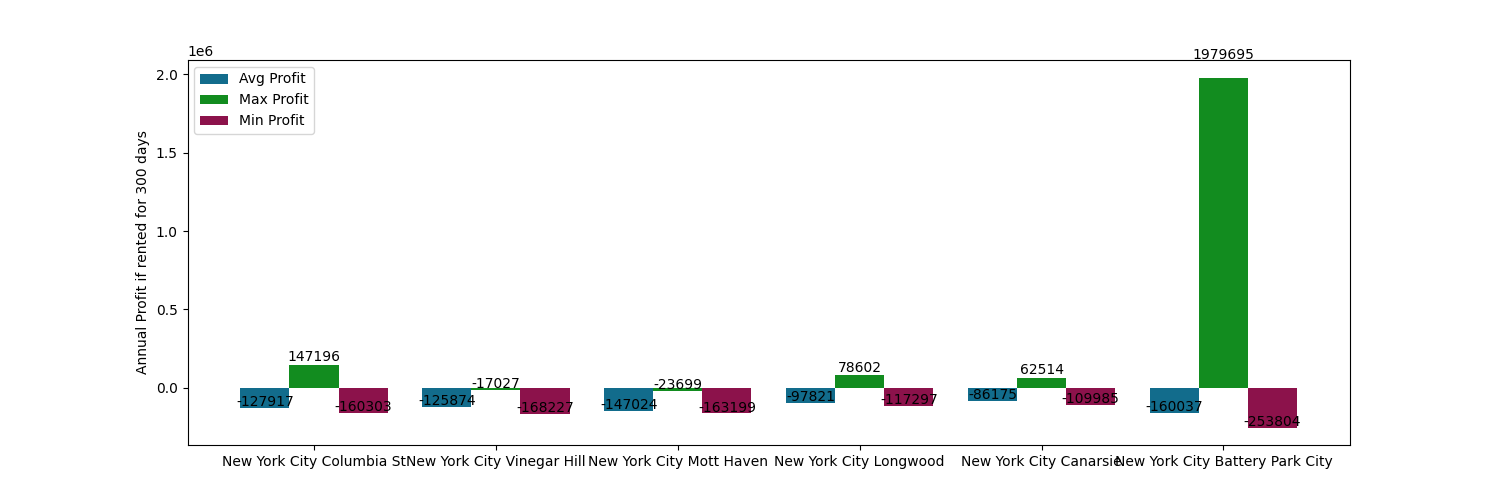 1e6
1979695
2.0
1.5
1.0
0.5
0.0
Annual Profit if rented for 300 days
Avg Profit
Max Profit
Min Profit
147196
-127917
-160303
-17027
-125874
-168227
-23699
-147024
-163199
78602
-97821
-117297
62514
-86175
-109985
-160037
-253804
New York City Columbia St
New York City Vinegar Hill
New York City Mott Haven
New York City Longwood
New York City Canarsie
New York City Battery Park City